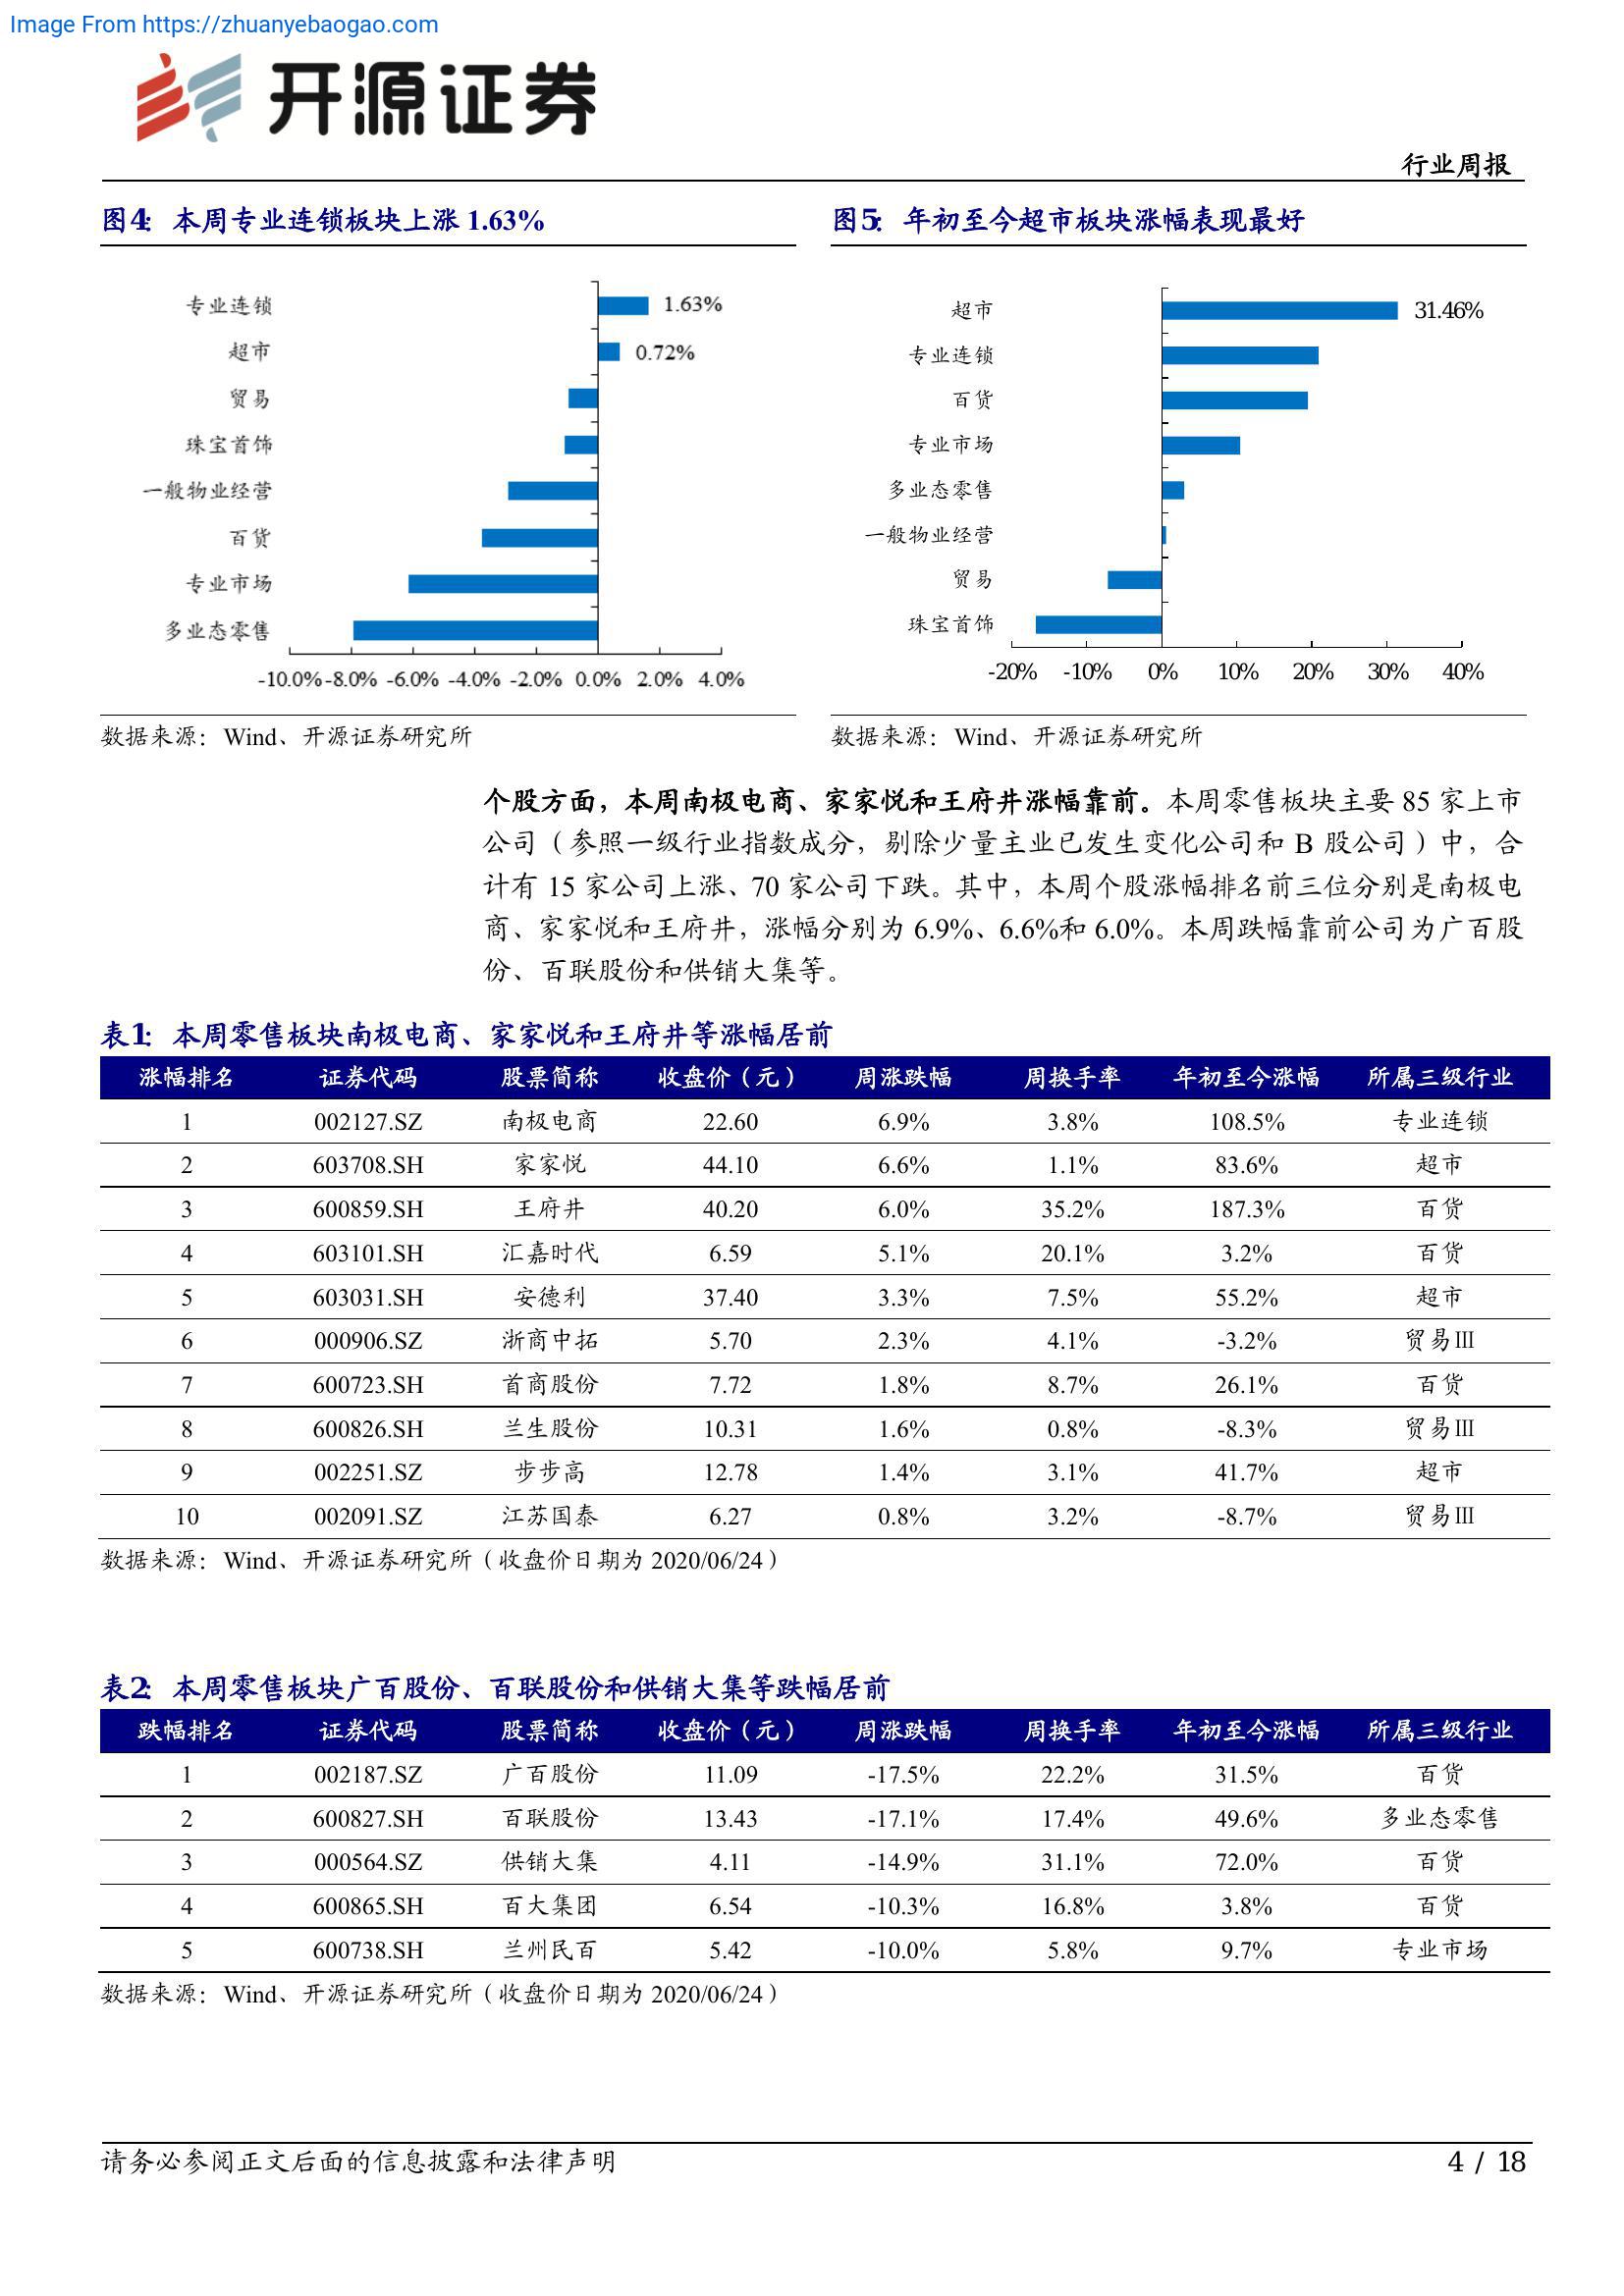 Image From https://zhuanyebaogao.com
开源证券
行业周报
图4： 本周专业连锁板块上涨 1.63%
专业连锁 1.63%
超市 0.72%
贸易
珠宝首饰
一般物业经营
百货
专业市场
多业态零售
-10.0% -8.0% -6.0% -4.0% -2.0% 0.0% 2.0% 4.0%
数据来源：Wind、开源证券研究所
图5： 年初至今超市板块涨幅表现最好
超市 31.46%
专业连锁
百货
专业市场
多业态零售
一般物业经营
贸易
珠宝首饰
-20% -10% 0% 10% 20% 30% 40%
数据来源：Wind、开源证券研究所
个股方面，本周南极电商、家家悦和王府井涨幅靠前。本周零售板块主要 85 家上市
公司（参照一级行业指数成分，剔除少量主业已发生变化公司和 B 股公司）中，合
计有 15 家公司上涨、70 家公司下跌。其中，本周个股涨幅排名前三位分别是南极电
商、家家悦和王府井，涨幅分别为 6.9%、6.6%和 6.0%。本周跌幅靠前公司为广百股
份、百联股份和供销大集等。
表1： 本周零售板块南极电商、家家悦和王府井等涨幅居前
涨幅排名 证券代码 股票简称 收盘价（元） 周涨跌幅 周换手率 年初至今涨幅 所属三级行业
1 002127.SZ 南极电商 22.60 6.9% 3.8% 108.5% 专业连锁
2 603708.SH 家家悦 44.10 6.6% 1.1% 83.6% 超市
3 600859.SH 王府井 40.20 6.0% 35.2% 187.3% 百货
4 603101.SH 汇嘉时代 6.59 5.1% 20.1% 3.2% 百货
5 603031.SH 安德利 37.40 3.3% 7.5% 55.2% 超市
6 000906.SZ 浙商中拓 5.70 2.3% 4.1% -3.2% 贸易Ⅲ
7 600723.SH 首商股份 7.72 1.8% 8.7% 26.1% 百货
8 600826.SH 兰生股份 10.31 1.6% 0.8% -8.3% 贸易Ⅲ
9 002251.SZ 步步高 12.78 1.4% 3.1% 41.7% 超市
10 002091.SZ 江苏国泰 6.27 0.8% 3.2% -8.7% 贸易Ⅲ
数据来源：Wind、开源证券研究所（收盘价日期为 2020/06/24）
表2： 本周零售板块广百股份、百联股份和供销大集等跌幅居前
跌幅排名 证券代码 股票简称 收盘价（元） 周涨跌幅 周换手率 年初至今涨幅 所属三级行业
1 002187.SZ 广百股份 11.09 -17.5% 22.2% 31.5% 百货
2 600827.SH 百联股份 13.43 -17.1% 17.4% 49.6% 多业态零售
3 000564.SZ 供销大集 4.11 -14.9% 31.1% 72.0% 百货
4 600865.SH 百大集团 6.54 -10.3% 16.8% 3.8% 百货
5 600738.SH 兰州民百 5.42 -10.0% 5.8% 9.7% 专业市场
数据来源：Wind、开源证券研究所（收盘价日期为 2020/06/24）
请务必参阅正文后面的信息披露和法律声明
4 / 18